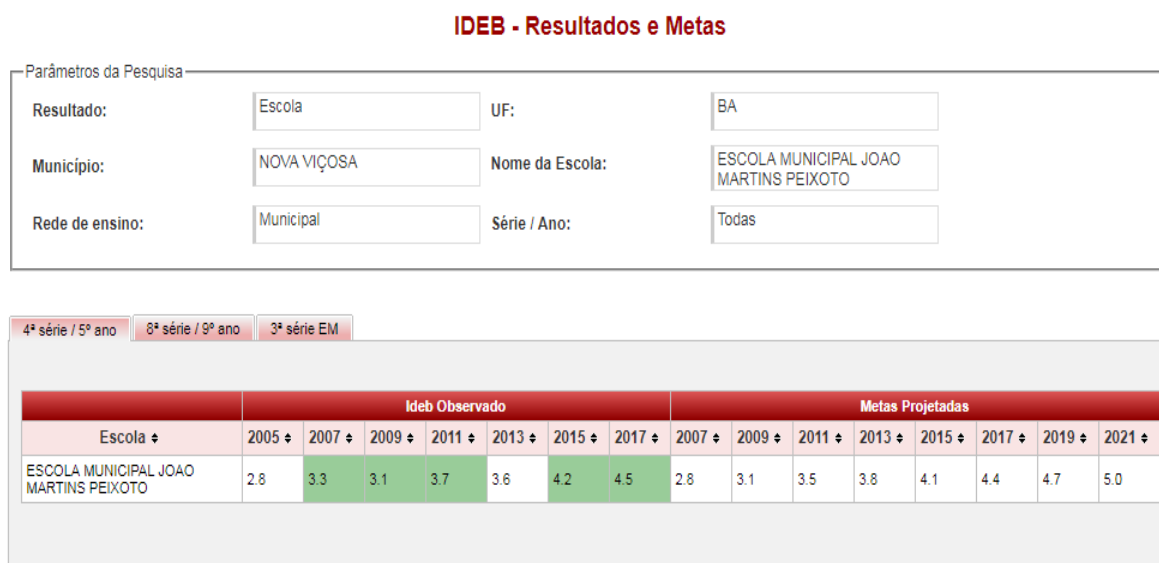 IDEB - Resultados e Metas
Parâmetros da Pesquisa
Resultado: Escola UF: BA
Município: NOVA VIÇOSA Nome da Escola: ESCOLA MUNICIPAL JOAO
MARTINS PEIXOTO
Rede de ensino: Municipal Série / Ano: Todas
4ª série / 5º ano 8ª série / 9º ano 3ª série EM
Ideb Observado Metas Projetadas
Escola 2005 2007 2009 2011 2013 2015 2017 2007 2009 2011 2013 2015 2017 2019 2021
ESCOLA MUNICIPAL JOAO
MARTINS PEIXOTO 2.8 3.3 3.1 3.7 3.6 4.2 4.5 2.8 3.1 3.5 3.8 4.1 4.4 4.7 5.0